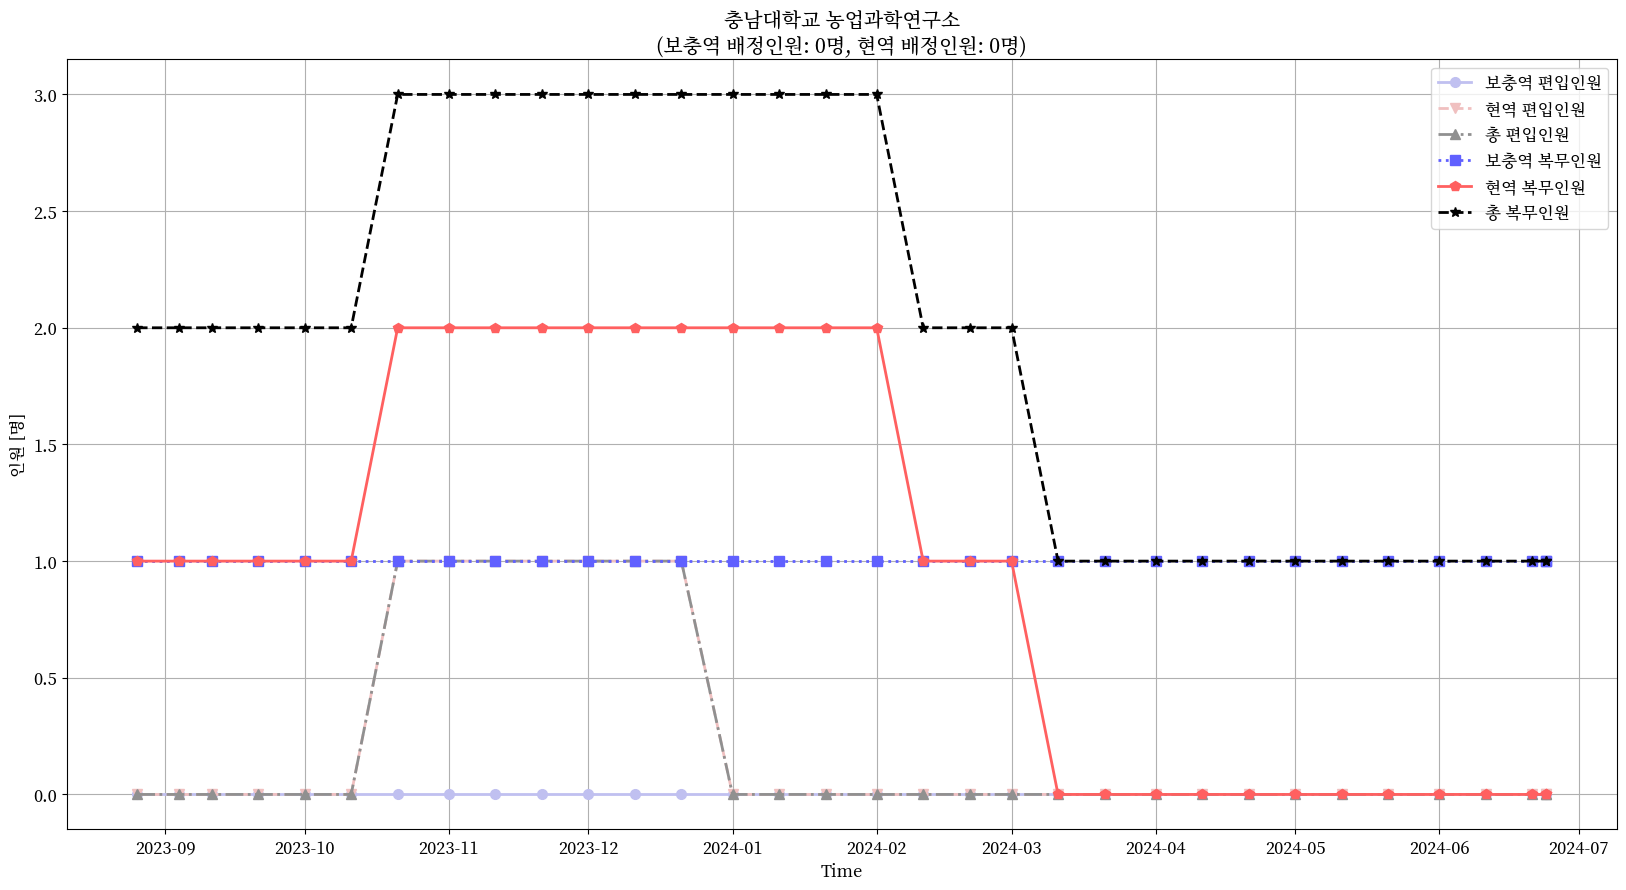 충남대학교 농업과학연구소
(보충역 배정인원: 0명, 현역 배정인원: 0명)
보충역 편입인원
현역 편입인원
총 편입인원
보충역 복무인원
현역 복무인원
총 복무인원
인원 [명]
3.0
2.5
2.0
1.5
1.0
0.5
0.0
2023-09 2023-10 2023-11 2023-12 2024-01 2024-02 2024-03 2024-04 2024-05 2024-06 2024-07
Time